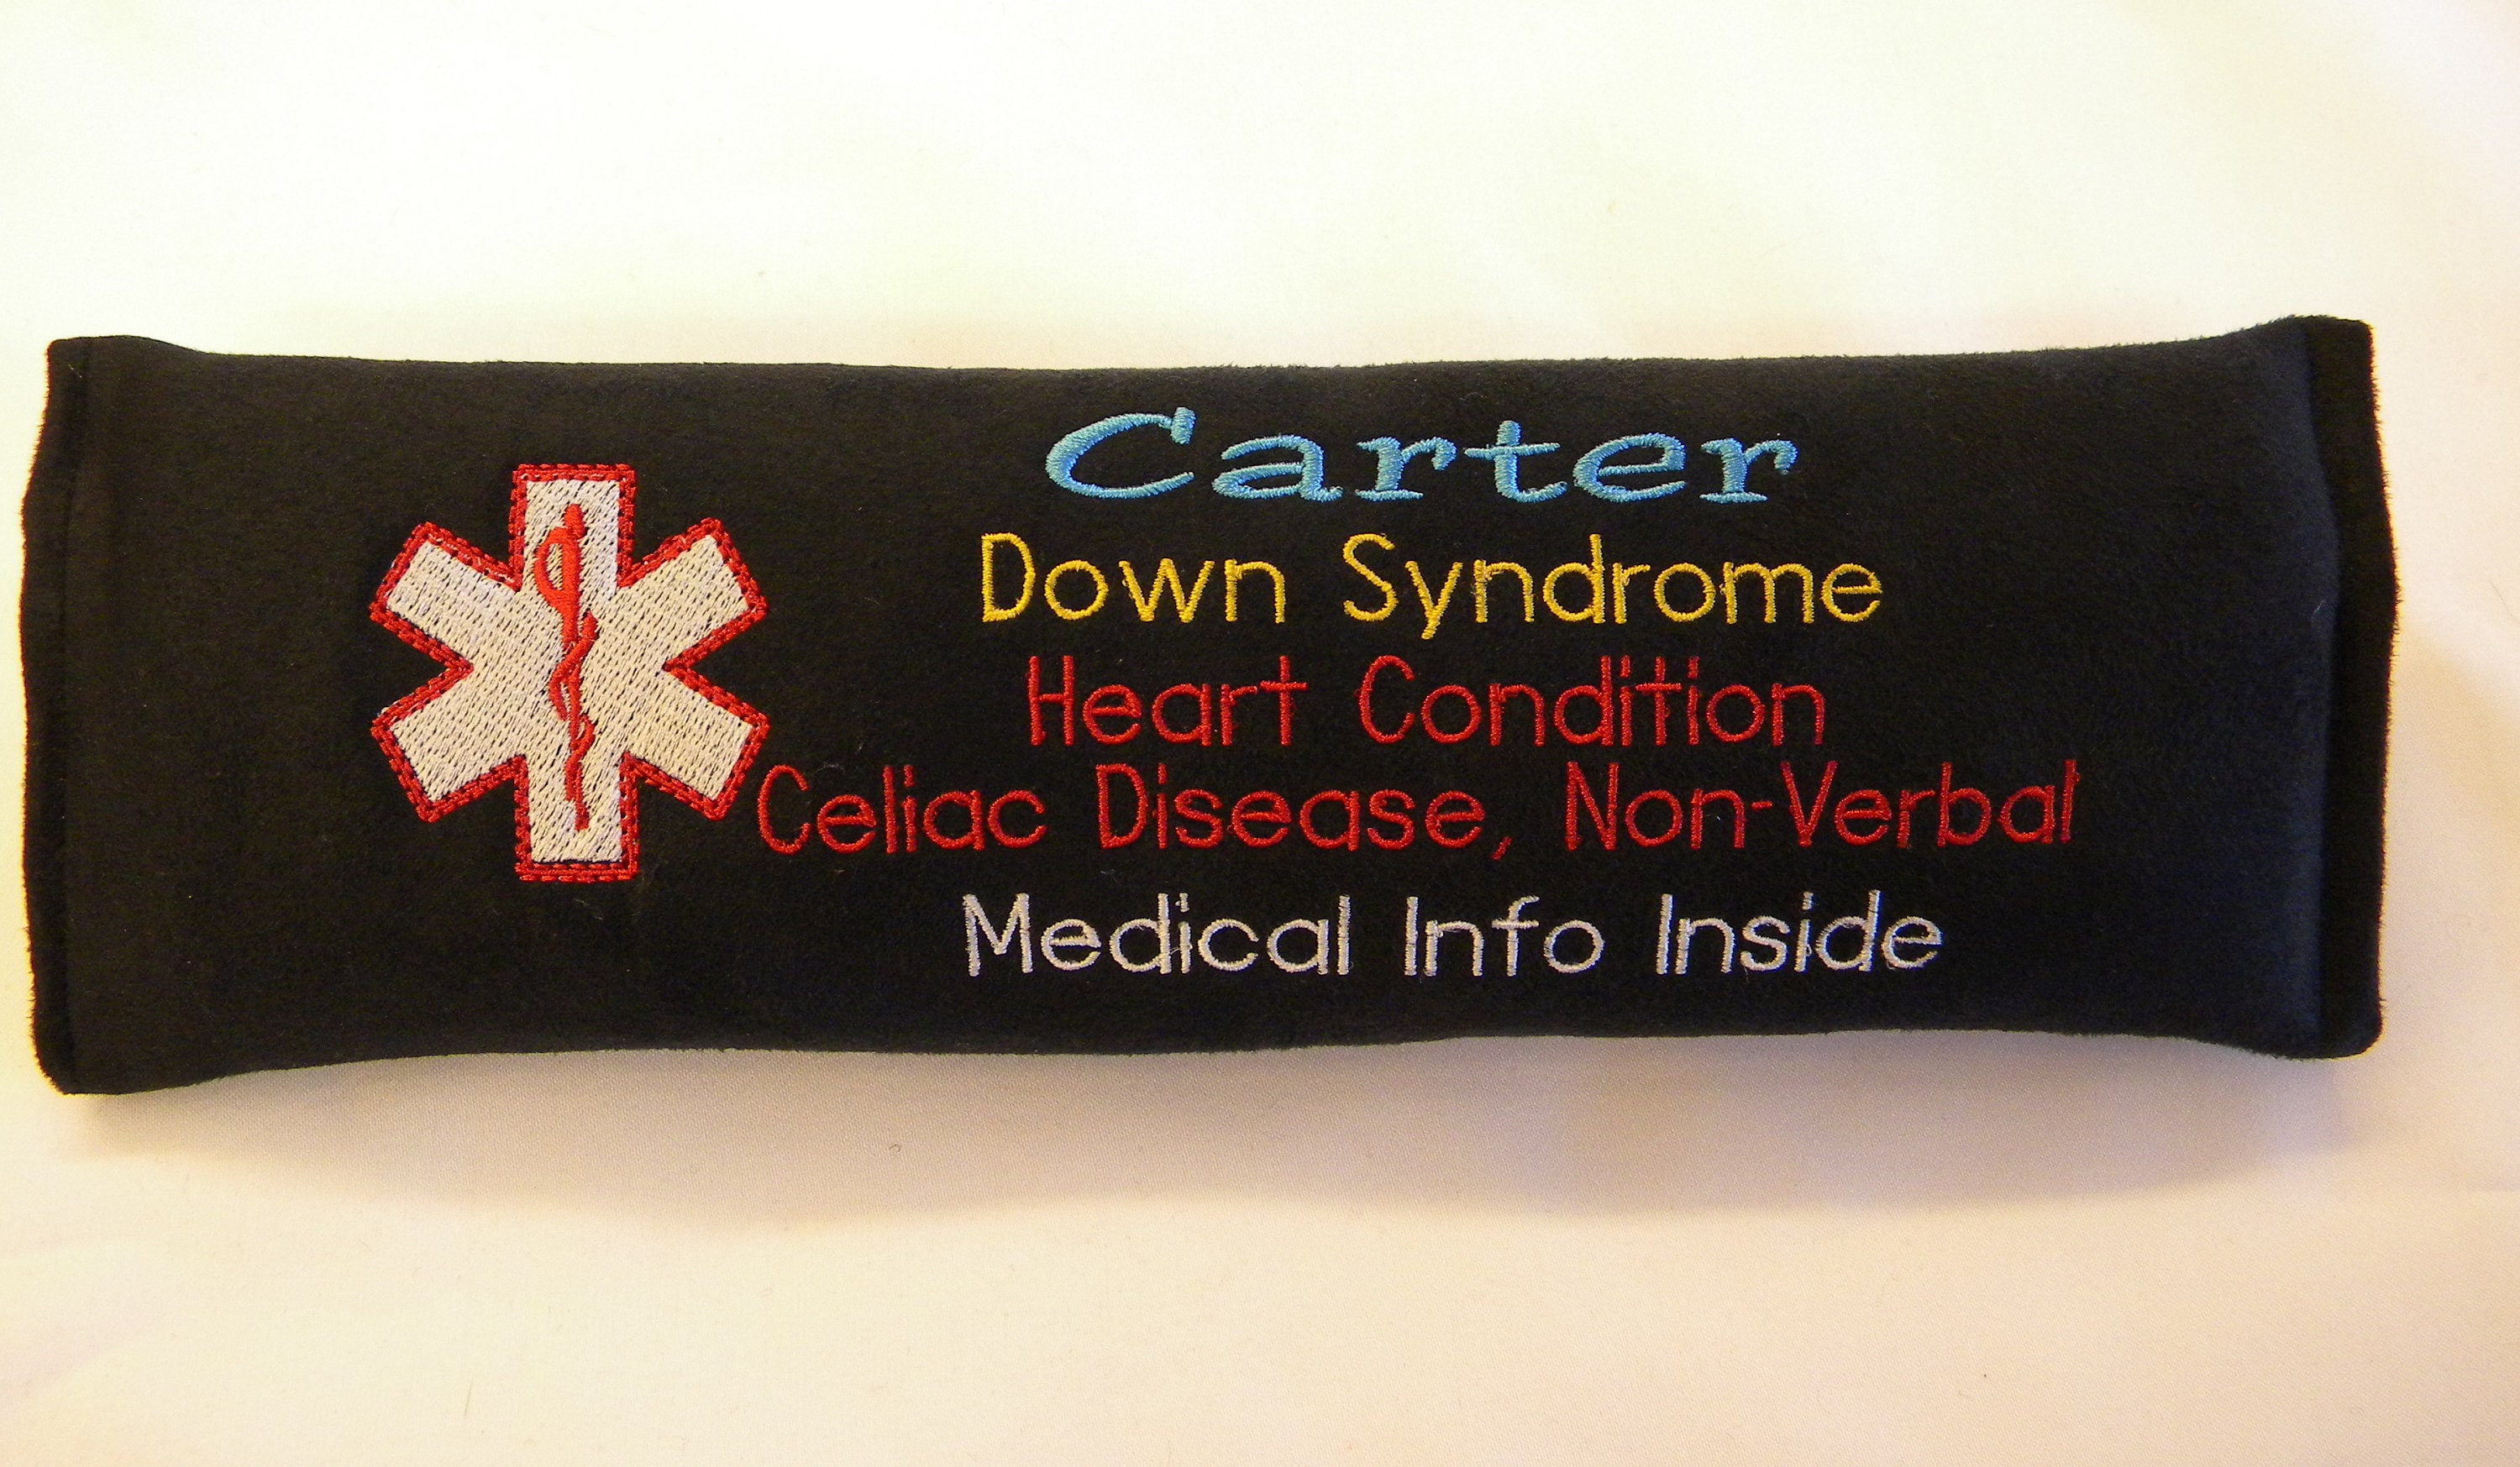 Carter
Down Syndrome
Heart Condition
Celiac Disease, Non-Verbal
Medical Info Inside